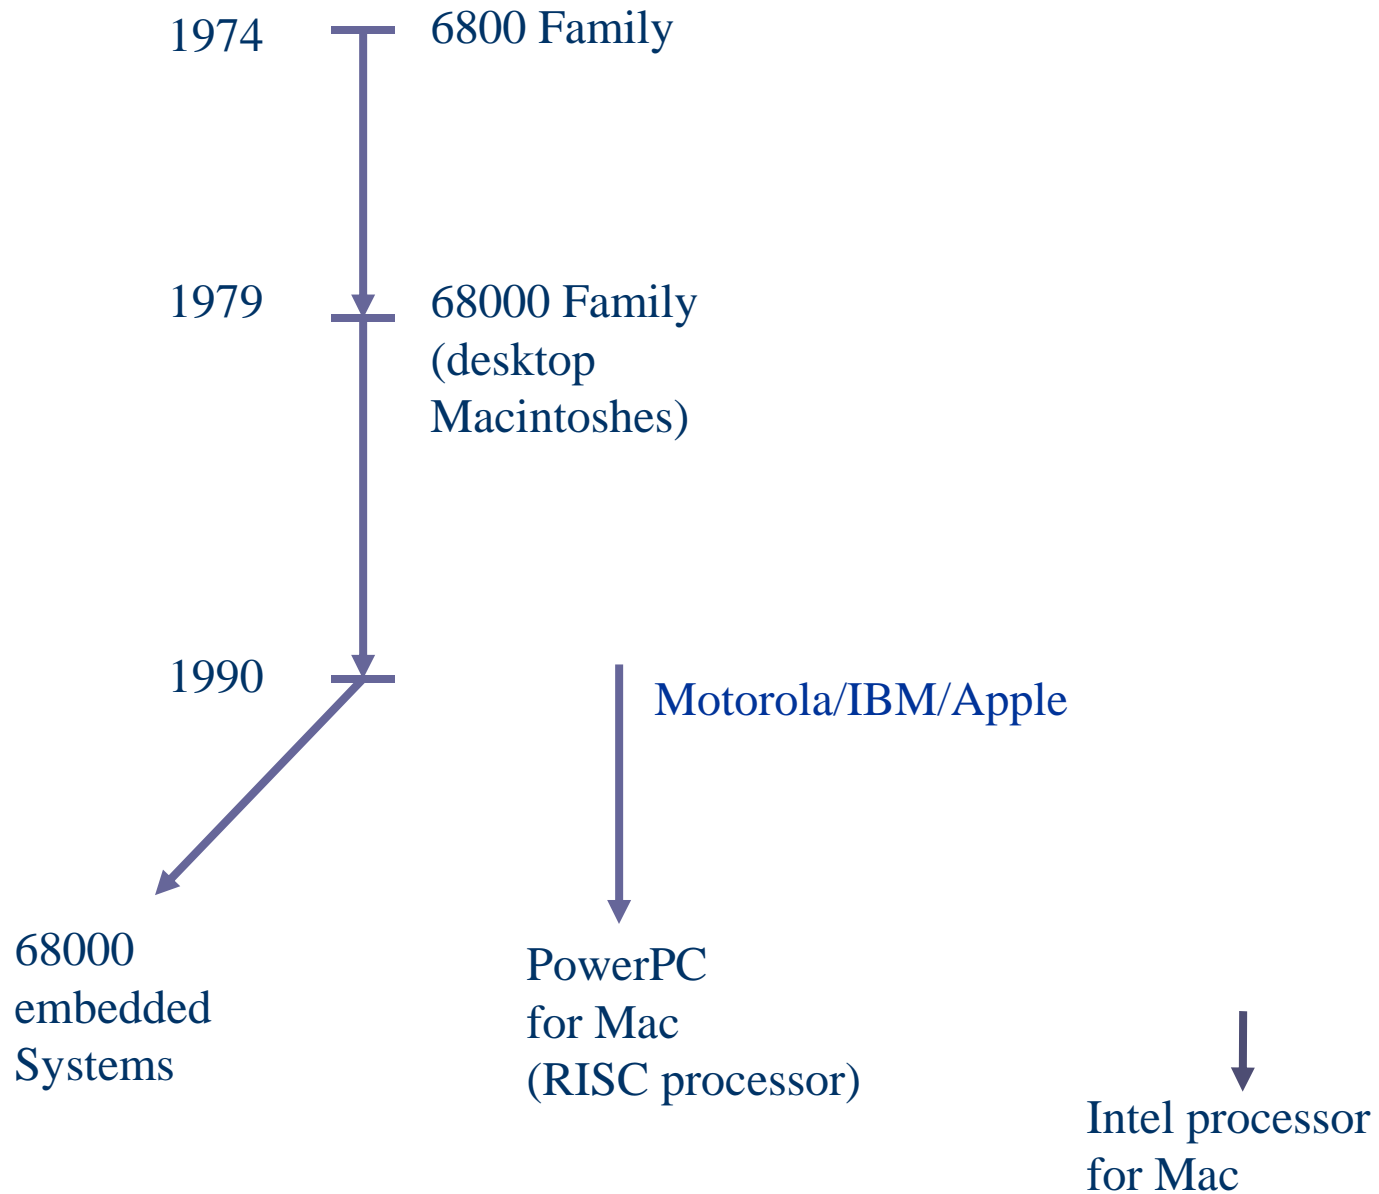 1974
6800 Family
1979
68000 Family
(desktop
Macintoshes)
1990
Motorola/IBM/Apple
68000
embedded
Systems
PowerPC
for Mac
(RISC processor)
Intel processor
for Mac